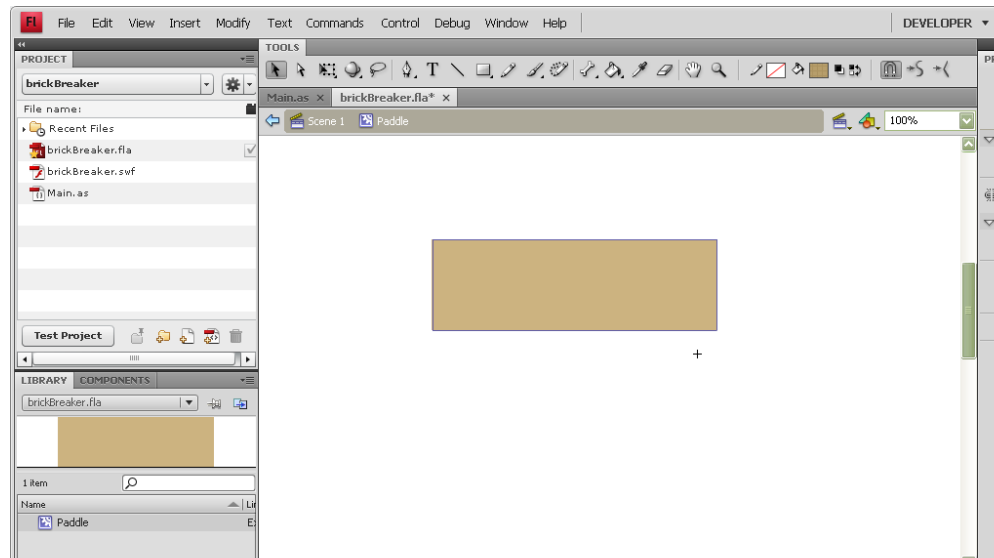 Fl File Edit View Insert Modify Text Commands Control Debug Window Help DEVELOPER
PROJECT
brickBreaker
File name:
Recent Files
brickBreaker.fla
brickBreaker.swf
Main.as
Test Project
LIBRARY COMPONENTS
brickBreaker.fla
1 item
Name
Paddle
TOOLS
Main.as × brickBreaker.fla* ×
Scene 1 Paddle 100%